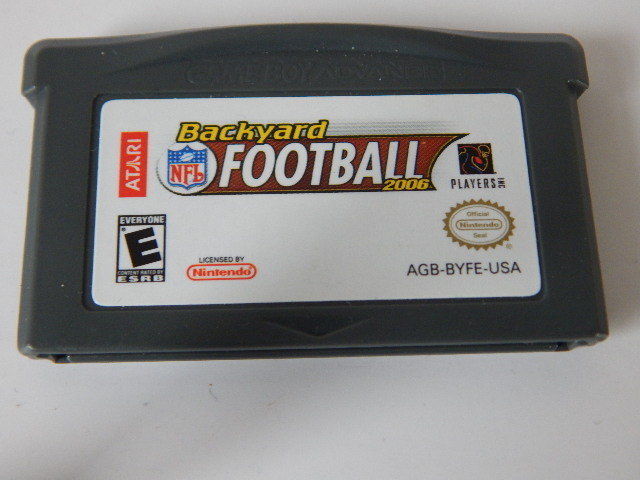 GAME BOY ADVANCE
ATARI
Backyard
NFL
FOOTBALL
2006
PLAYERS INC
EVERYONE
E
CONTENT RATED BY
ESRB
LICENSED BY
Nintendo
Official
Nintendo
Seal
®
AGB-BYFE-USA